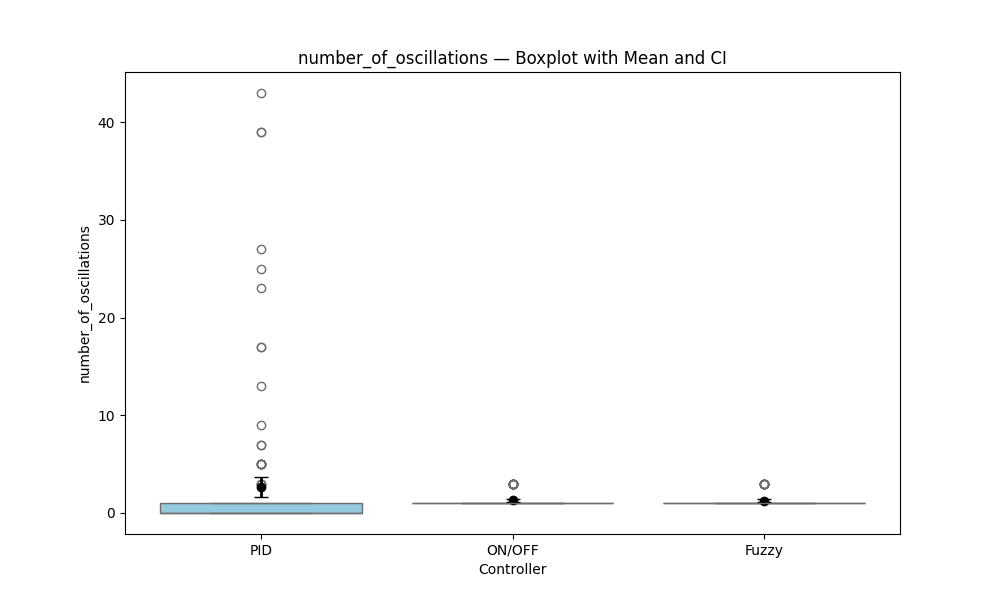 number_of_oscillations — Boxplot with Mean and CI
number_of_oscillations
40
30
20
10
0
PID
ON/OFF
Fuzzy
Controller